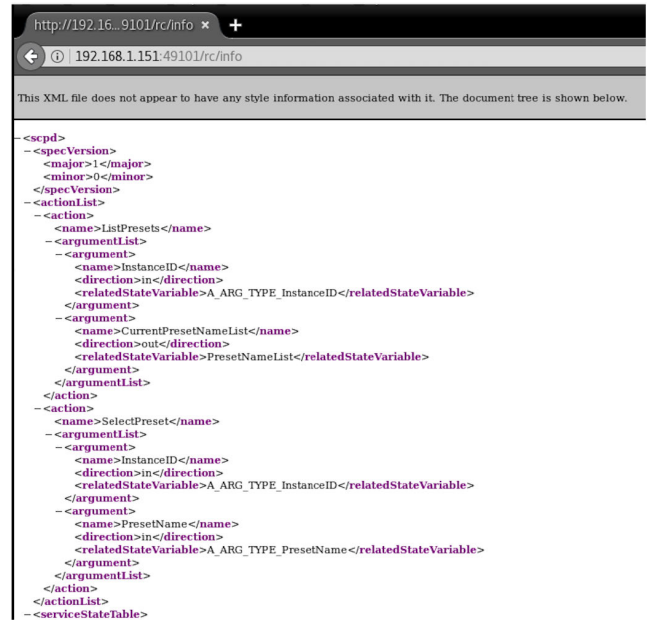 http://192.16...9101/rc/info × +
192.168.1.151:49101/rc/info
This XML file does not appear to have any style information associated with it. The document tree is shown below.
−<scpd>
−<specVersion>
<major>1</major>
<minor>0</minor>
</specVersion>
−<actionList>
−<action>
<name>ListPresets</name>
−<argumentList>
−<argument>
<name>InstanceID</name>
<direction>in</direction>
<relatedStateVariable>A_ARG_TYPE_InstanceID</relatedStateVariable>
</argument>
−<argument>
<name>CurrentPresetNameList</name>
<direction>out</direction>
<relatedStateVariable>PresetNameList</relatedStateVariable>
</argument>
</argumentList>
</action>
−<action>
<name>SelectPreset</name>
−<argumentList>
−<argument>
<name>InstanceID</name>
<direction>in</direction>
<relatedStateVariable>A_ARG_TYPE_InstanceID</relatedStateVariable>
</argument>
−<argument>
<name>PresetName</name>
<direction>in</direction>
<relatedStateVariable>A_ARG_TYPE_PresetName</relatedStateVariable>
</argument>
</argumentList>
</action>
</actionList>
−<serviceStateTable>